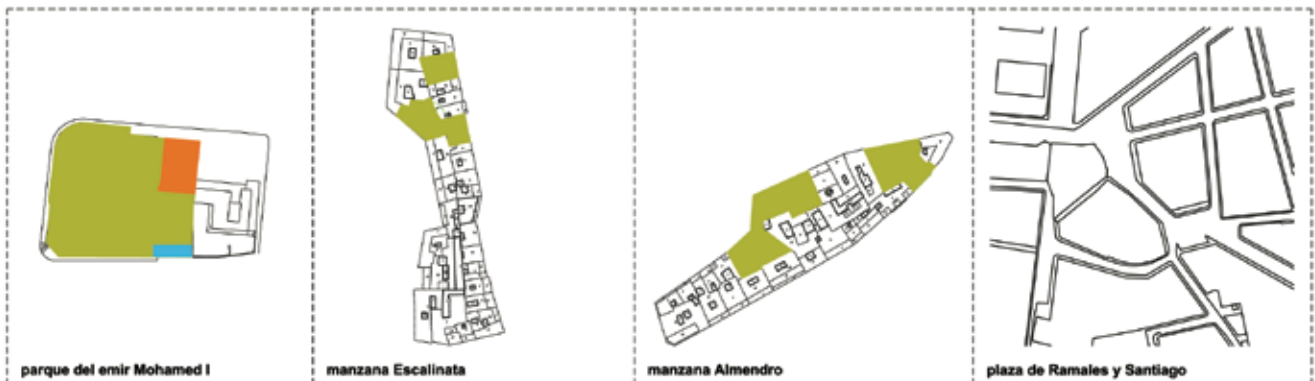 parque del emir Mohamed I
manzana Escalinata
manzana Almendro
plaza de Ramales y Santiago